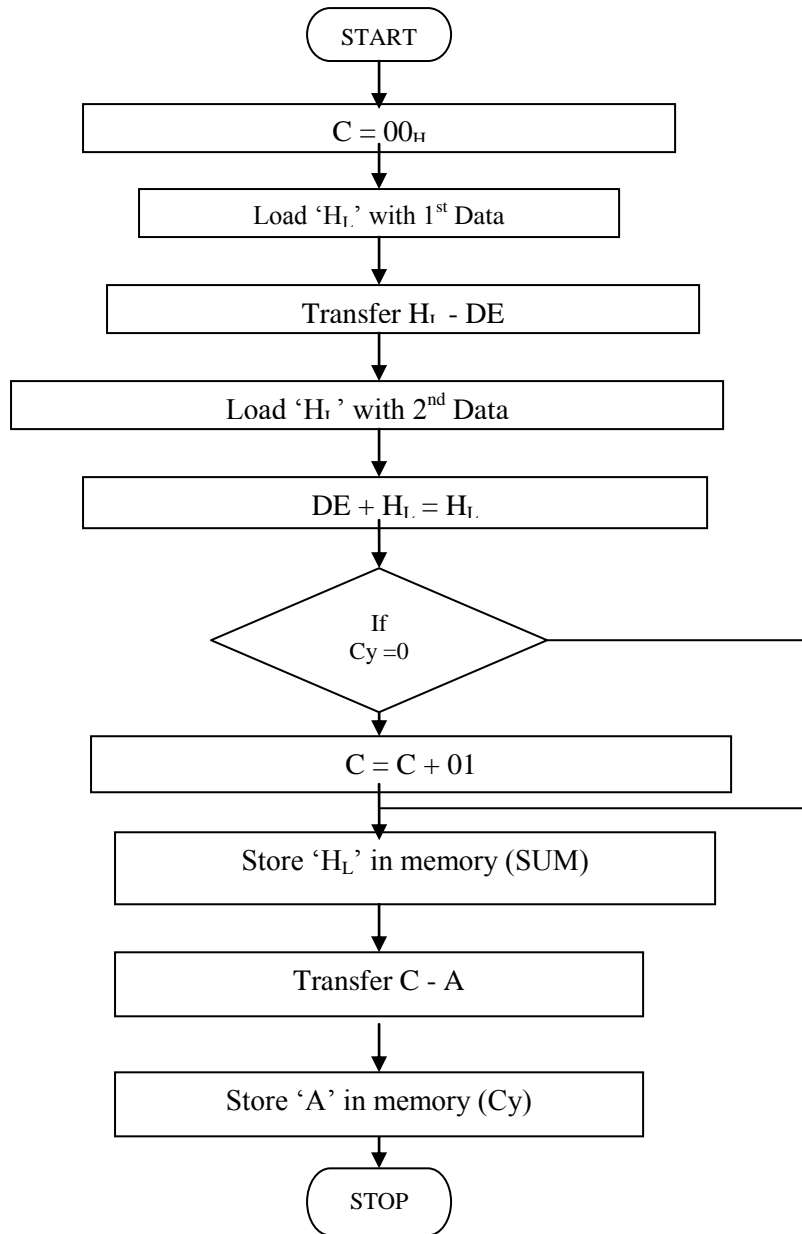 START
C = 00H
Load ‘HL’ with 1st Data
Transfer HL - DE
Load ‘HL’ with 2nd Data
DE + HL = HL
If
Cy =0
C = C + 01
Store ‘HL’ in memory (SUM)
Transfer C - A
Store ‘A’ in memory (Cy)
STOP